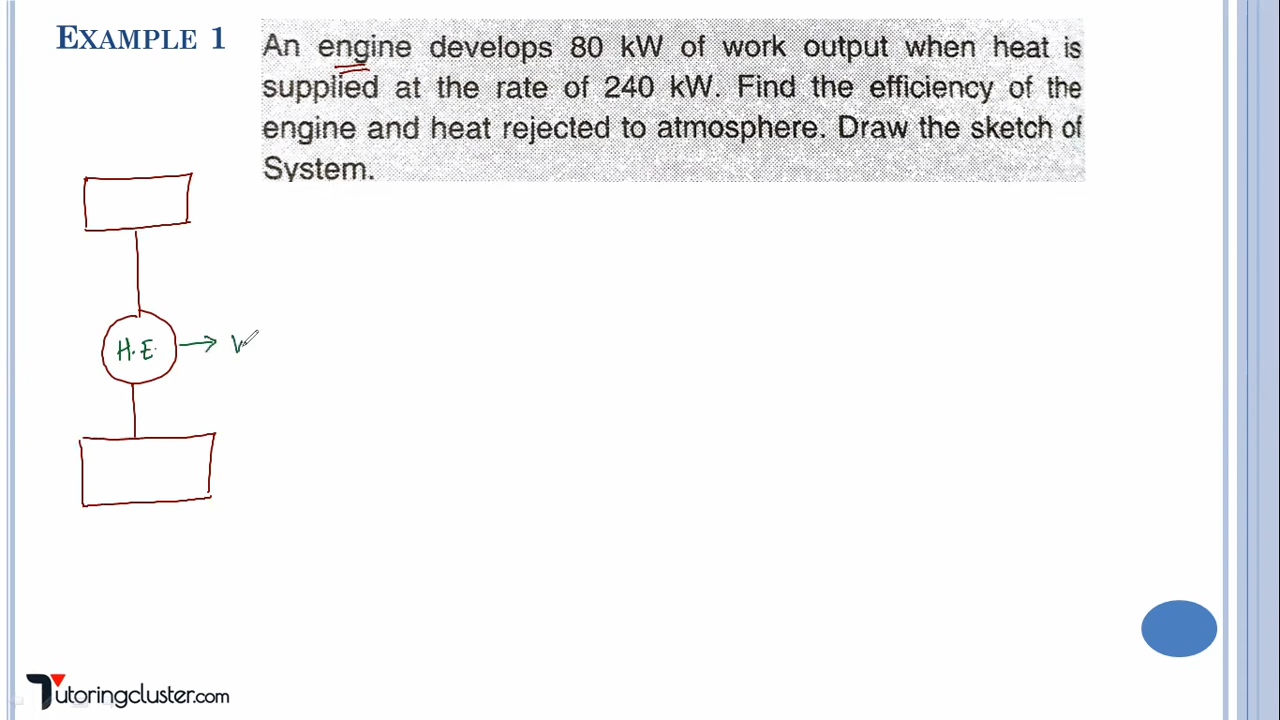 EXAMPLE 1
An engine develops 80 kW of work output when heat is
supplied at the rate of 240 kW. Find the efficiency of the
engine and heat rejected to atmosphere. Draw the sketch of
System.
H.E.
Tutoringcluster.com